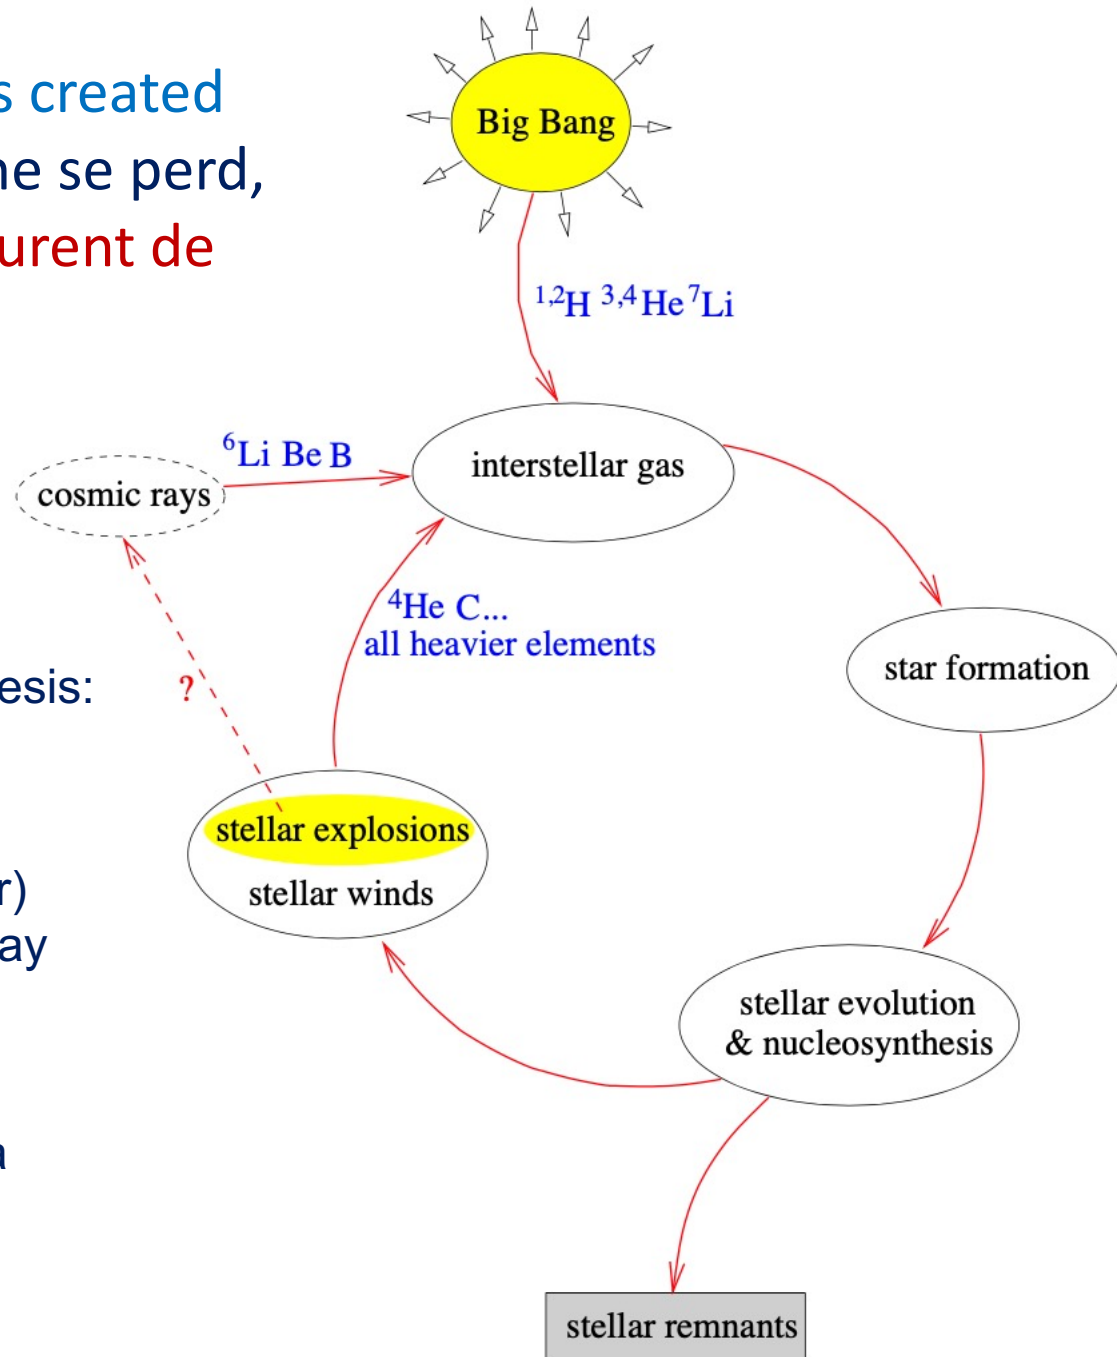 s created
ne se perd,
urent de
Big Bang
¹,²H ³,⁴He ⁷Li
⁶Li Be B
interstellar gas
cosmic rays
⁴He C...
all heavier elements
star formation
esis:
?
stellar explosions
stellar winds
r)
ay
stellar evolution
& nucleosynthesis
a
stellar remnants